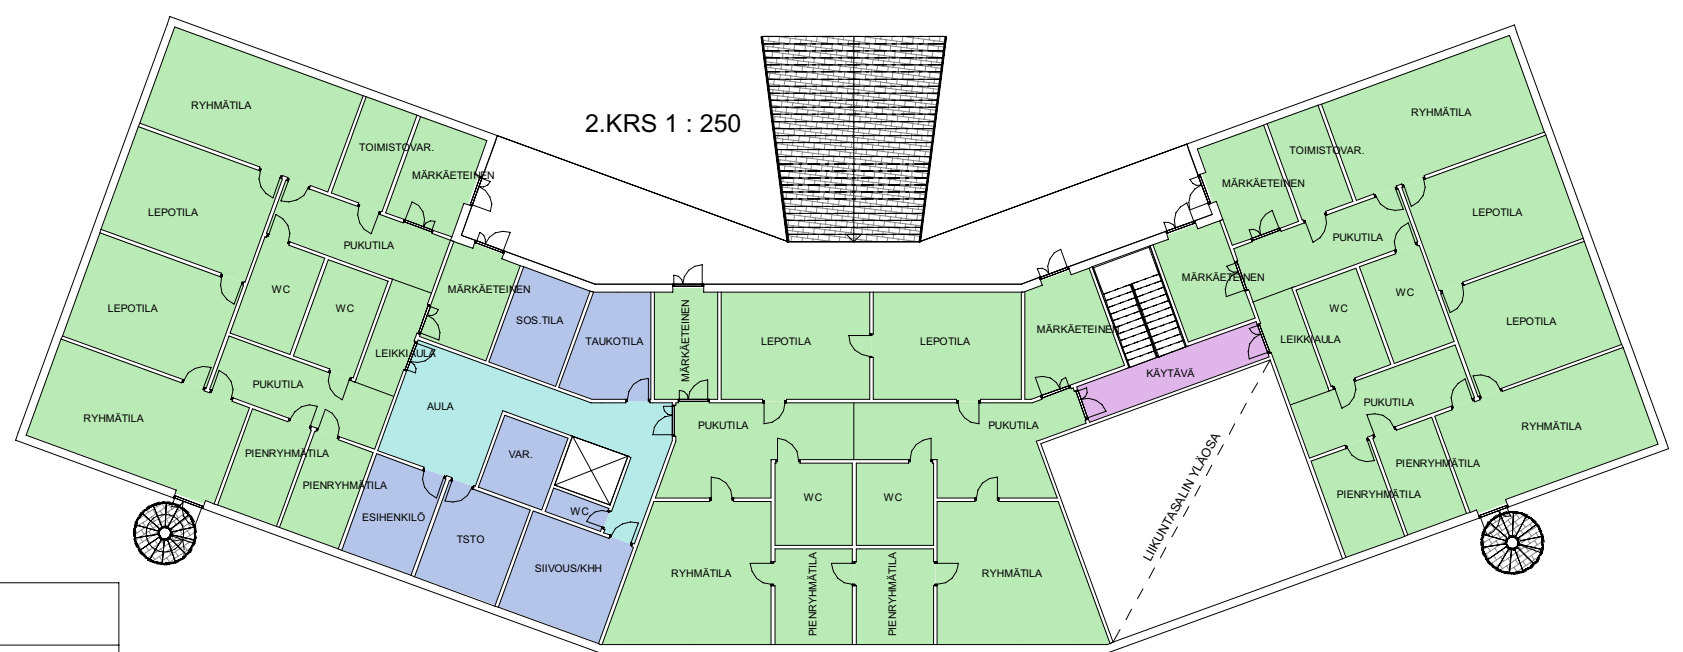 2.KRS 1 : 250
RYHMÄTILA
TOIMISTOVAR.
MÄRKÄETEINEN
LEPOTILA
PUKUTILA
WC
WC
LEPOTILA
LEIKKIAULA
PUKUTILA
RYHMÄTILA
PIENRYHMÄTILA
PIENRYHMÄTILA
MÄRKÄETEINEN
SOS.TILA
TAUKOTILA
AULA
VAR.
WC
ESIHENKILÖ
TSTO
SIIVOUS/KHH
MÄRKÄETEINEN
LEPOTILA
LEPOTILA
MÄRKÄETEINEN
PUKUTILA
PUKUTILA
WC
WC
RYHMÄTILA
PIENRYHMÄTILA
PIENRYHMÄTILA
RYHMÄTILA
KÄYTÄVÄ
LIIKUNTASALIN YLÄOSA
MÄRKÄETEINEN
RYHMÄTILA
TOIMISTOVAR.
MÄRKÄETEINEN
LEPOTILA
PUKUTILA
WC
WC
LEPOTILA
LEIKKIAULA
PUKUTILA
RYHMÄTILA
PIENRYHMÄTILA
PIENRYHMÄTILA